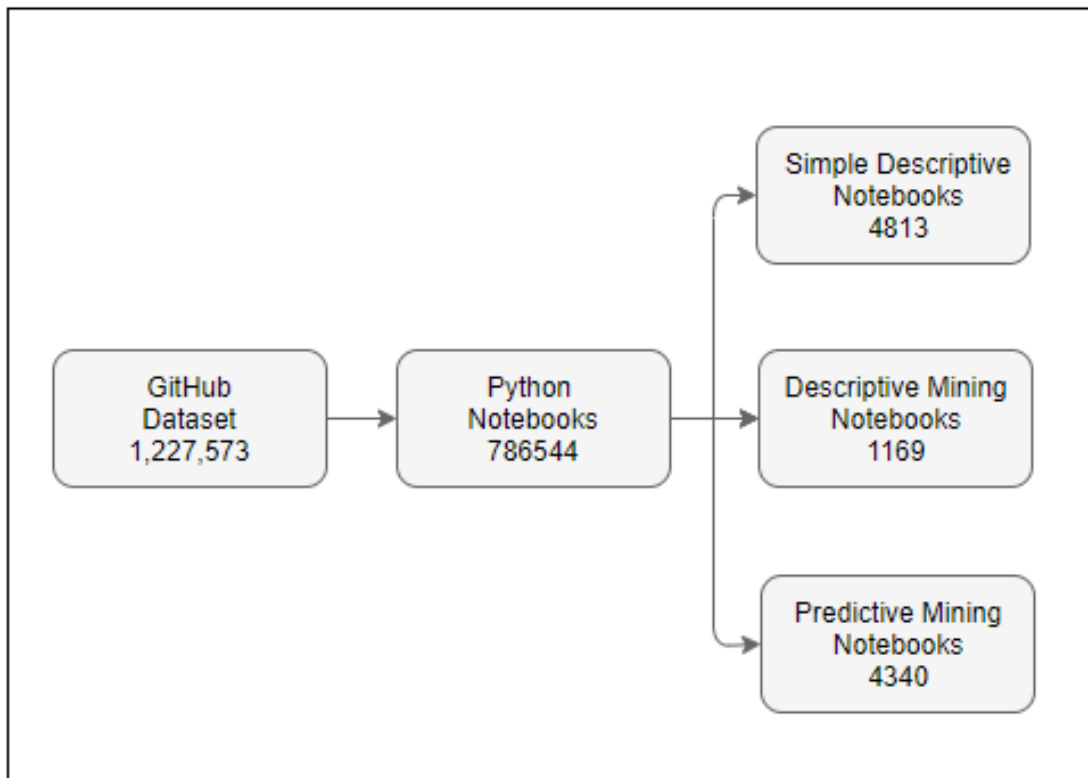 GitHub
Dataset
1,227,573
Python
Notebooks
786544
Simple Descriptive
Notebooks
4813
Descriptive Mining
Notebooks
1169
Predictive Mining
Notebooks
4340